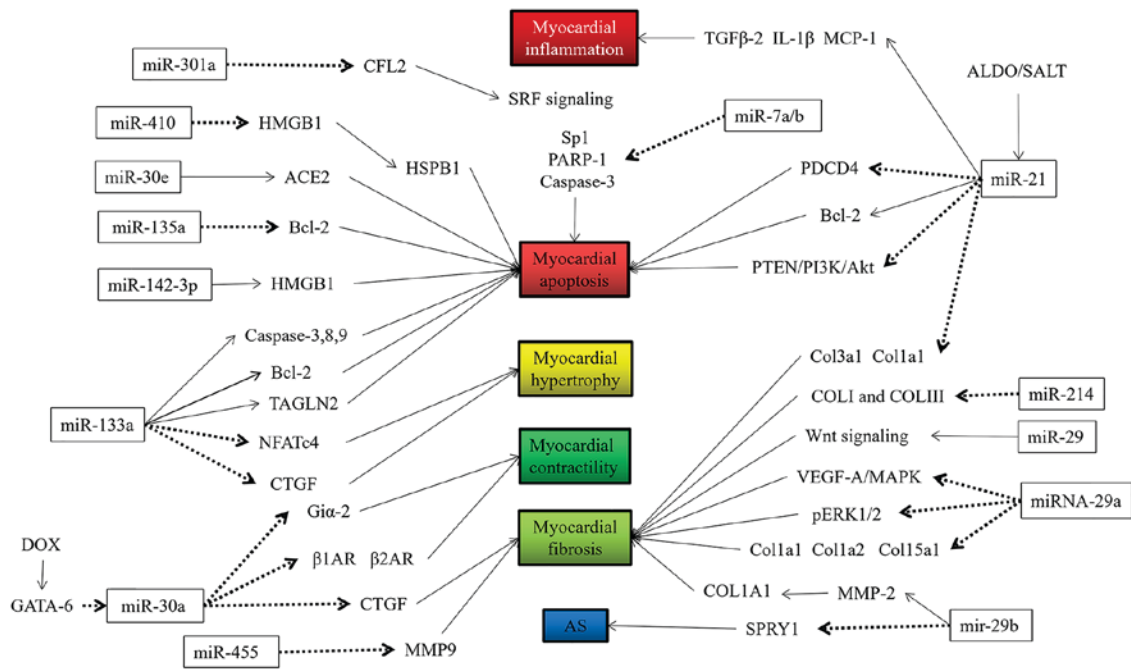 Myocardial
inflammation
TGFβ-2 IL-1β MCP-1
miR-301a
CFL2
ALDO/SALT
SRF signaling
miR-410
HMGB1
miR-7a/b
Sp1
PARP-1
Caspase-3
HSPB1
PDCD4
miR-21
miR-30e
ACE2
Bcl-2
miR-135a
Bcl-2
Myocardial
apoptosis
PTEN/PI3K/Akt
miR-142-3p
HMGB1
Caspase-3,8,9
Myocardial
hypertrophy
Col3a1 Col1a1
Bcl-2
TAGLN2
COLI and COLIII
miR-214
miR-133a
NFATc4
Wnt signaling
miR-29
Myocardial
contractility
CTGF
VEGF-A/MAPK
Giα-2
pERK1/2
miRNA-29a
Myocardial
fibrosis
DOX
β1AR β2AR
Col1a1 Col1a2 Col15a1
GATA-6
miR-30a
CTGF
COL1A1
MMP-2
AS
SPRY1
mir-29b
miR-455
MMP9